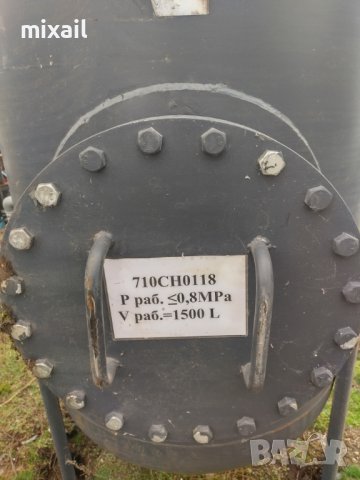 mixail
710CH0118
Р раб. ≤0,8MPa
V раб.=1500 L
BAZAR